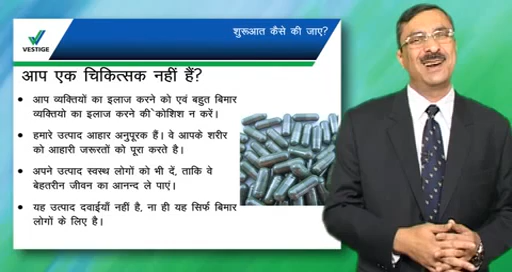 शुरूआत कैसे की जाए?
VESTIGE
आप एक चिकित्सक नहीं हैं?
आप व्यक्तियों का इलाज करने को एवं बहुत बिमार
व्यक्तियो का इलाज करने की कोशिश न करें।
हमारे उत्पाद आहार अनुपूरक हैं। वे आपके शरीर
को आहारी जरूरतों को पूरा करते है।
अपने उत्पाद स्वस्थ लोगों को भी दें, ताकि वे
बेहतरीन जीवन का आनन्द ले पाएं।
यह उत्पाद दवाईयाँ नहीं है, ना ही यह सिर्फ बिमार
लोगों के लिए है।